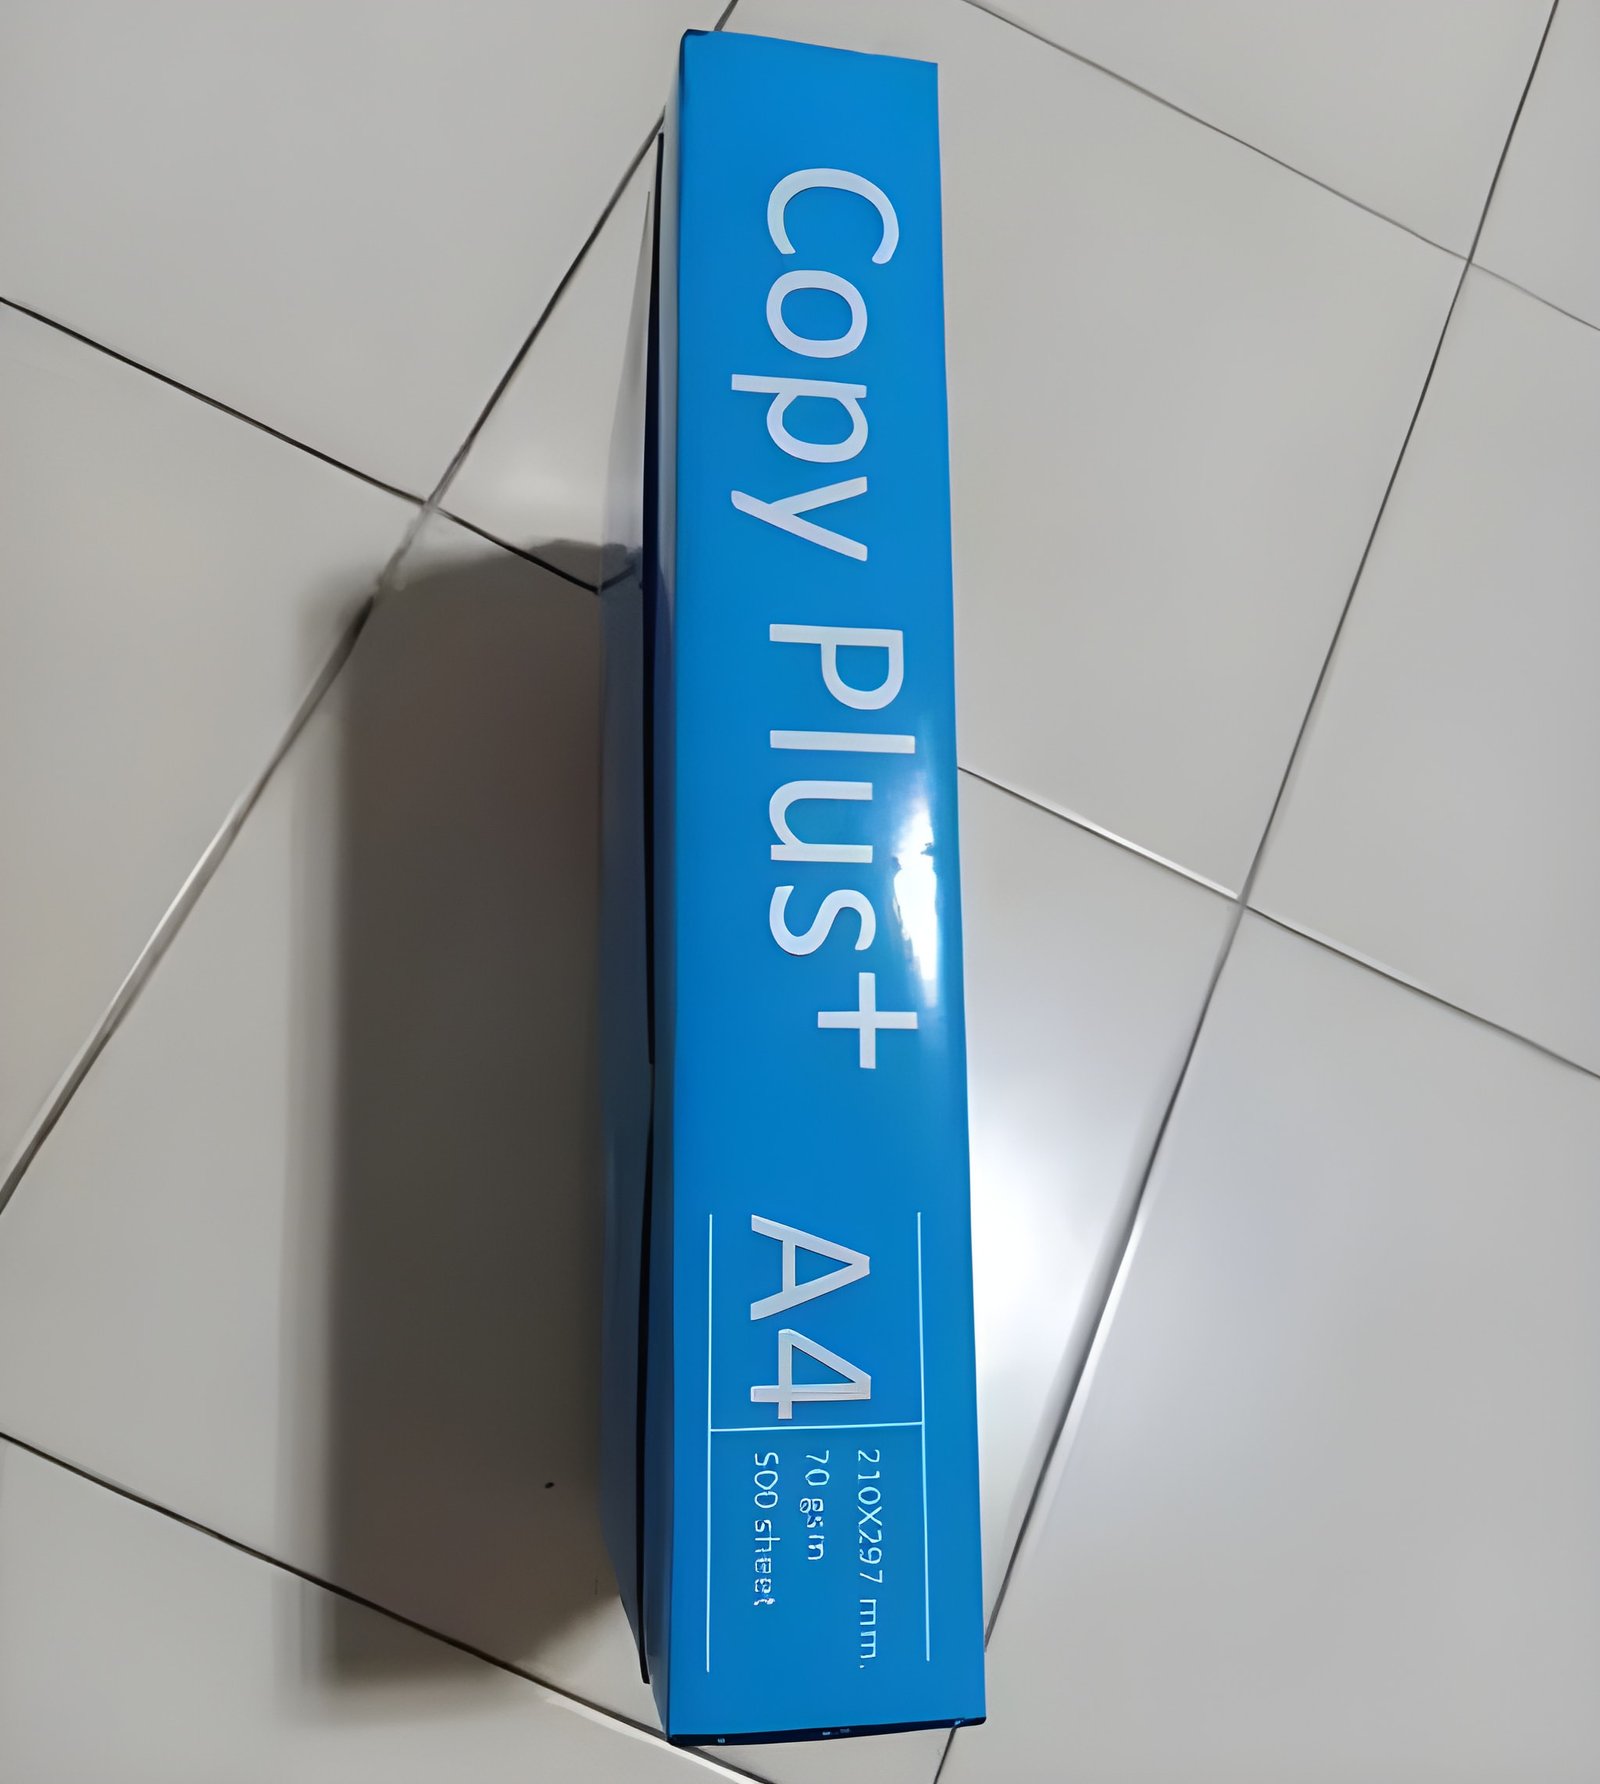 Copy Plus+
A4
210X297 mm.
70 gsm
500 sheet